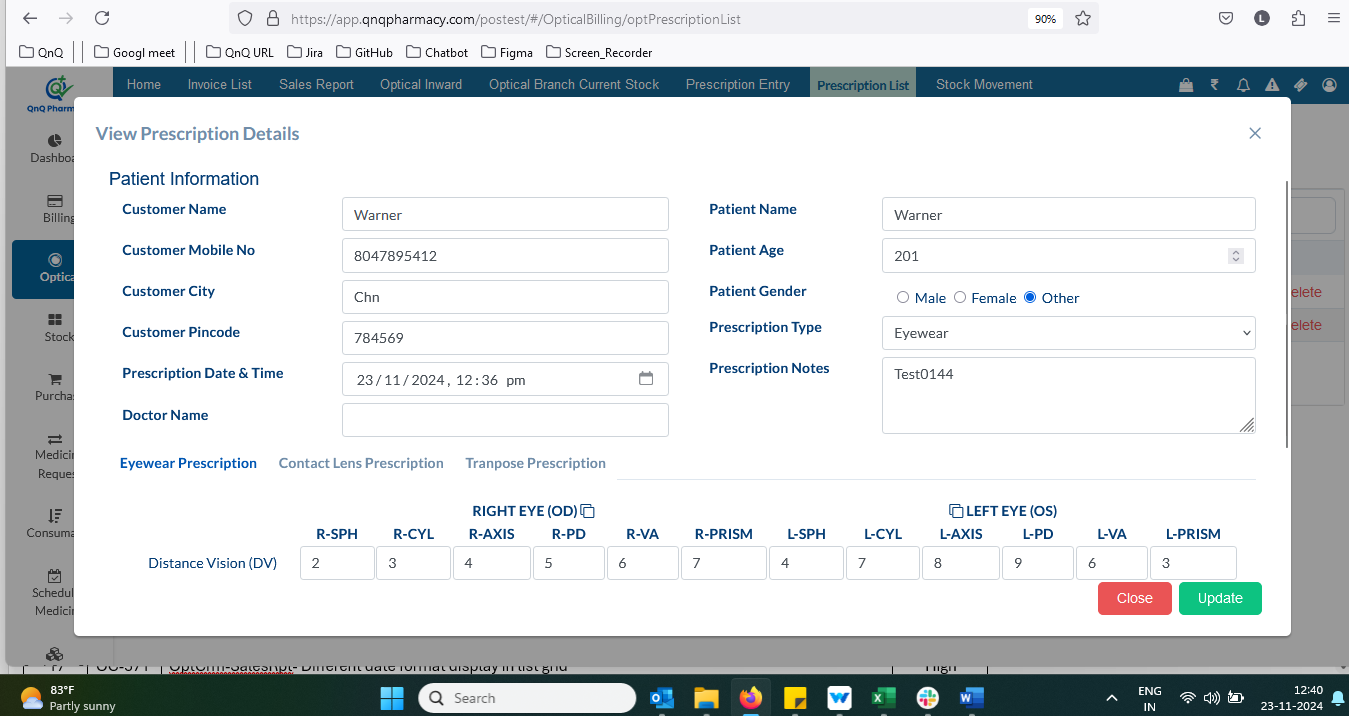 https://app.qnqpharmacy.com/postest/#/OpticalBilling/optPrescriptionList 90% L
QnQ Googl meet QnQ URL Jira GitHub Chatbot Figma Screen_Recorder
QnQ Pharm Home Invoice List Sales Report Optical Inward Optical Branch Current Stock Prescription Entry Prescription List Stock Movement
View Prescription Details
Patient Information
Customer Name Warner Patient Name Warner
Customer Mobile No 8047895412 Patient Age 201
Customer City Chn Patient Gender Male Female Other
Customer Pincode 784569 Prescription Type Eyewear
Prescription Date & Time 23/11/2024, 12:36 pm Prescription Notes Test0144
Doctor Name
Eyewear Prescription Contact Lens Prescription Tranpose Prescription
RIGHT EYE (OD) LEFT EYE (OS)
R-SPH R-CYL R-AXIS R-PD R-VA R-PRISM L-SPH L-CYL L-AXIS L-PD L-VA L-PRISM
Distance Vision (DV) 2 3 4 5 6 7 4 7 8 9 6 3
Close Update
Dashboa
Billing
Optica
Stock
Purchas
Medicin
Reques
Consuma
Schedul
Medicin
elete
elete
OptCrm-SalesRpt- Different date format display in list grid High
83°F
Partly sunny
Search
ENG
IN
12:40
23-11-2024